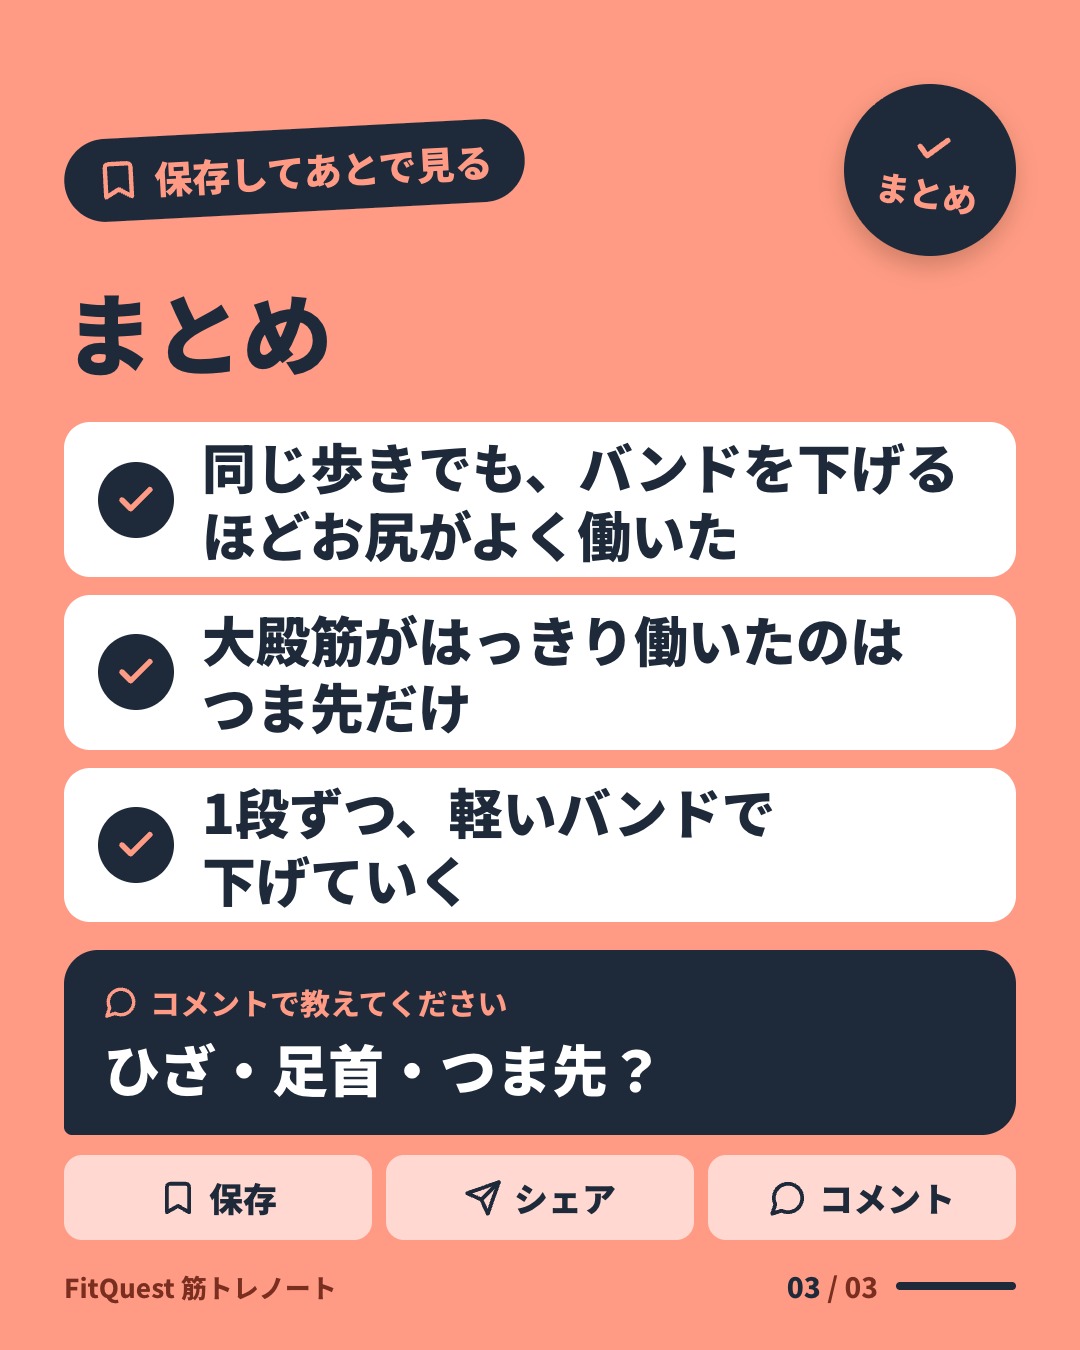 保存してあとで見る
まとめ
まとめ
同じ歩きでも、バンドを下げる
ほどお尻がよく働いた
大殿筋がはっきり働いたのは
つま先だけ
1段ずつ、軽いバンドで
下げていく
コメントで教えてください
ひざ・足首・つま先？
保存
シェア
コメント
FitQuest 筋トレノート
03 / 03